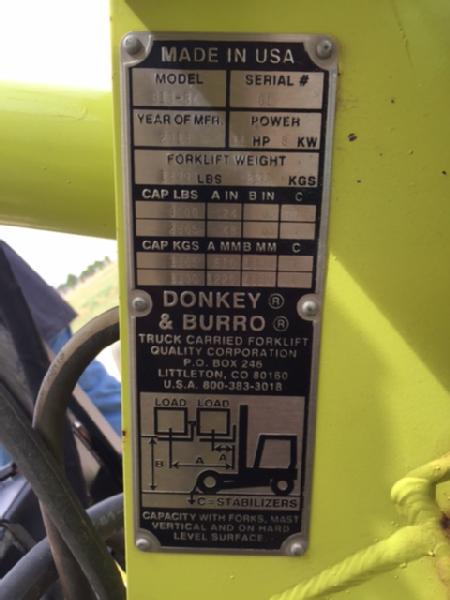 MADE IN USA
MODEL SERIAL #
YEAR OF MFR. POWER
HP KW
FORKLIFT WEIGHT
LBS KGS
CAP LBS A IN B IN C
CAP KGS A MM B MM C
DONKEY ®
& BURRO ®
TRUCK CARRIED FORKLIFT
QUALITY CORPORATION
P.O. BOX 245
LITTLETON, CO 80160
U.S.A. 800-383-3018
LOAD LOAD
A
B A
C=STABILIZERS
CAPACITY WITH FORKS, MAST
VERTICAL AND ON HARD
LEVEL SURFACE.